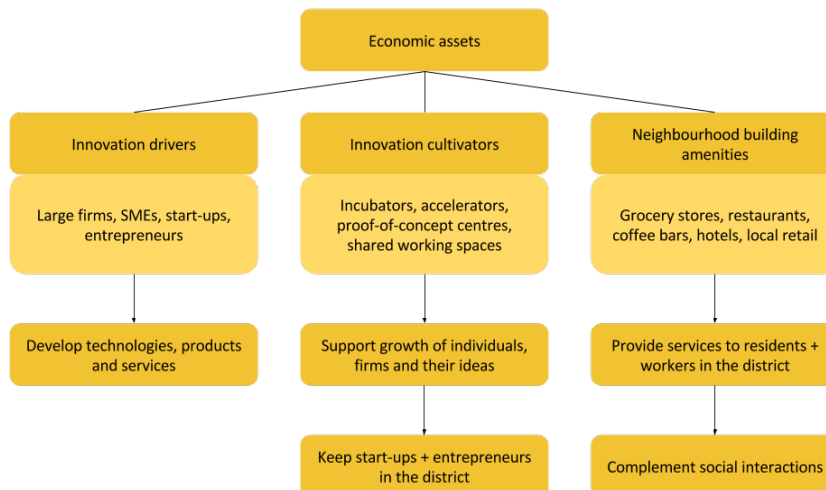 Economic assets
Innovation drivers
Large firms, SMEs, start-ups,
entrepreneurs
Develop technologies, products
and services
Innovation cultivators
Incubators, accelerators,
proof-of-concept centres,
shared working spaces
Support growth of individuals,
firms and their ideas
Keep start-ups + entrepreneurs
in the district
Neighbourhood building
amenities
Grocery stores, restaurants,
coffee bars, hotels, local retail
Provide services to residents +
workers in the district
Complement social interactions